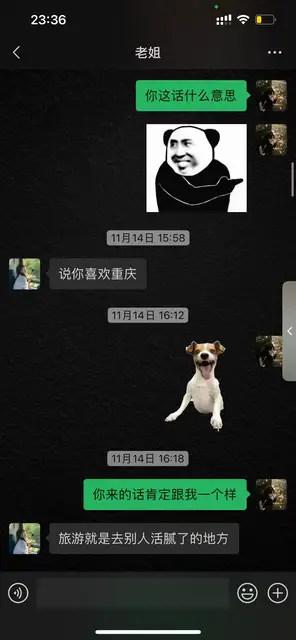 23:36
老姐
你这话什么意思
11月14日 15:58
说你喜欢重庆
11月14日 16:12
11月14日 16:18
你来的话肯定跟我一个样
旅游就是去别人活腻了的地方